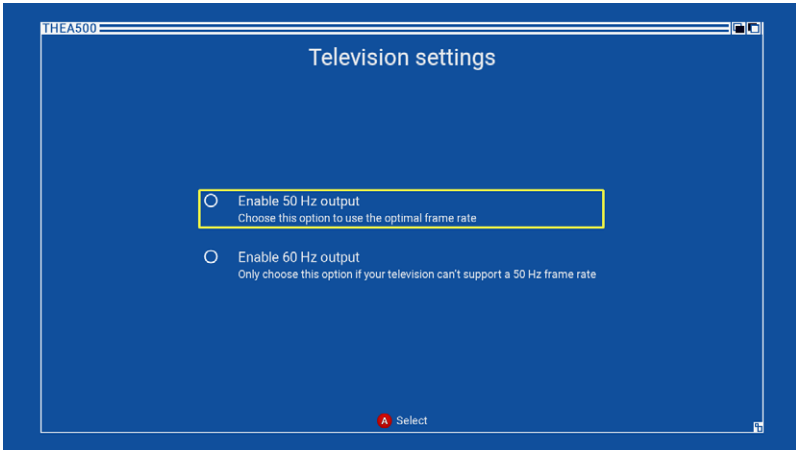 THEA500
Television settings
Enable 50 Hz output
Choose this option to use the optimal frame rate
Enable 60 Hz output
Only choose this option if your television can't support a 50 Hz frame rate
A Select